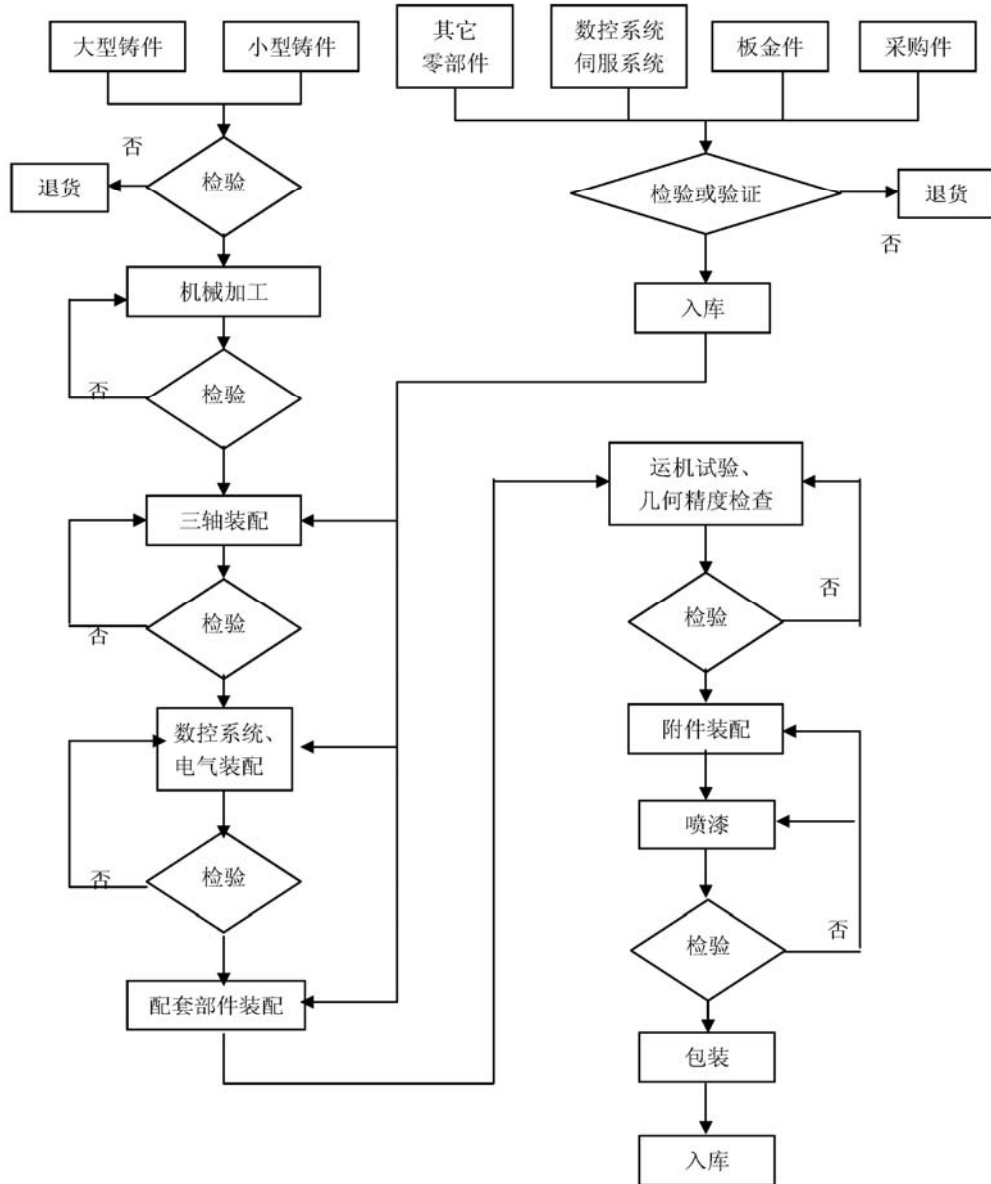 大型铸件
小型铸件
其它
零部件
数控系统
伺服系统
板金件
采购件
否
退货
检验
检验或验证
退货
否
机械加工
入库
否
检验
运机试验、
几何精度检查
三轴装配
否
检验
否
检验
数控系统、
电气装配
附件装配
喷漆
否
检验
否
检验
配套部件装配
包装
入库